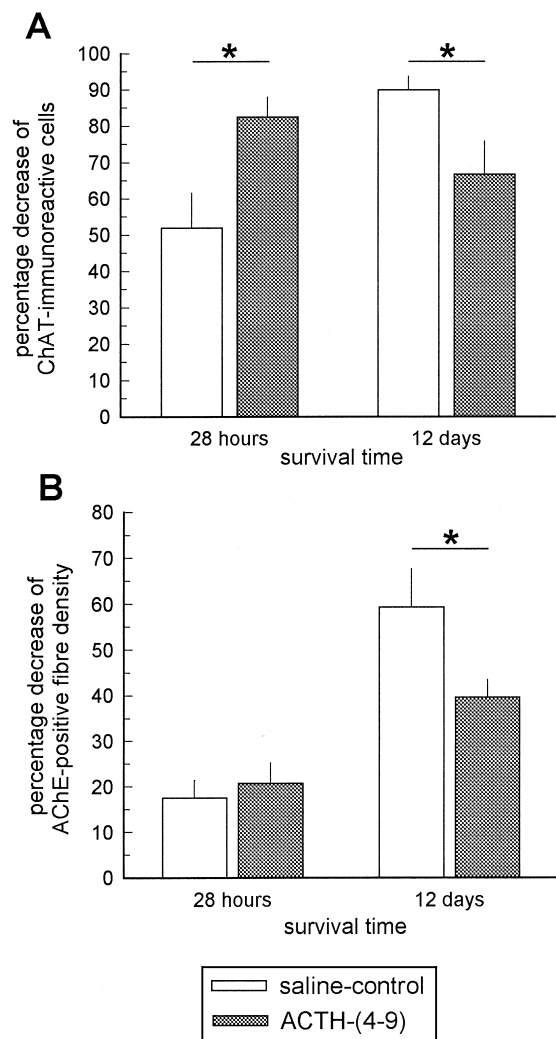 A
*
*
percentage decrease of
ChAT-immunoreactive cells
100
90
80
70
60
50
40
30
20
10
0
28 hours
12 days
survival time
B
*
percentage decrease of
AChE-positive fibre density
80
70
60
50
40
30
20
10
0
28 hours
12 days
survival time
saline-control
ACTH-(4-9)